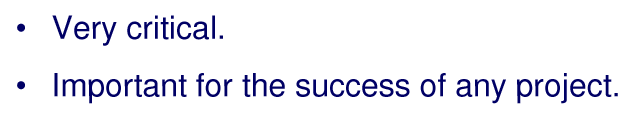 • Very critical.
• Important for the success of any project.